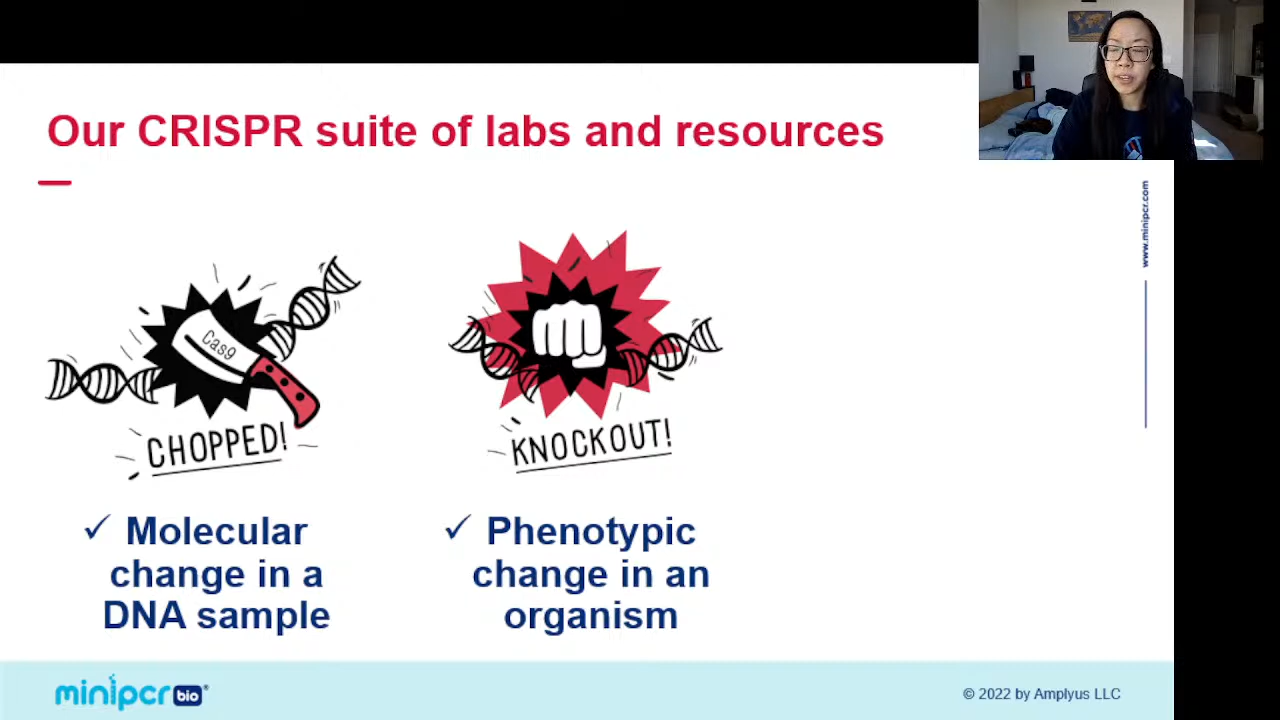 Our CRISPR suite of labs and resources
www.minipcr.com
Cas9
CHOPPED!
KNOCKOUT!
✓ Molecular
change in a
DNA sample
✓ Phenotypic
change in an
organism
minipcr bio®
© 2022 by Amplyus LLC